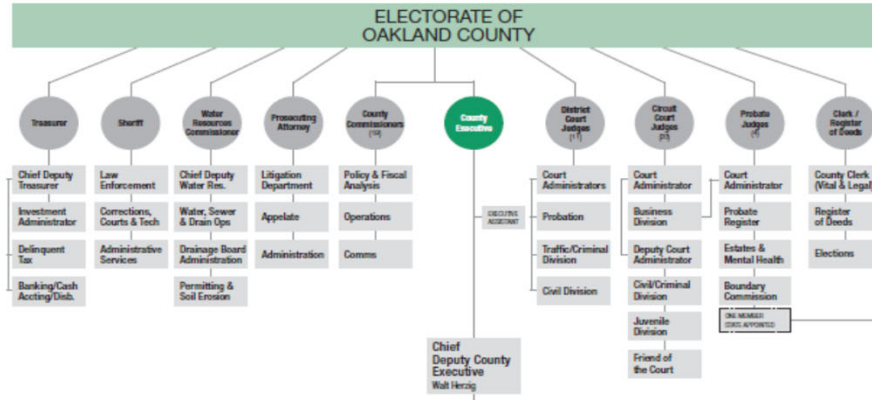 ELECTORATE OF
OAKLAND COUNTY
Treasurer
Sheriff
Water
Resources
Commissioner
Prosecuting
Attorney
County
Commissioners
County
Executive
District
Court
Judges
(11)
Circuit
Court
Judges
Probate
Judges
Clerk /
Register
of Deeds
Chief Deputy
Treasurer
Investment
Administrator
Delinquent
Tax
Banking/Cash
Accting/Disb.
Law
Enforcement
Corrections,
Courts & Tech
Administrative
Services
Chief Deputy
Water Res.
Water, Sewer
& Drain Ops
Drainage Board
Administration
Permitting &
Soil Erosion
Litigation
Department
Appelate
Administration
Policy & Fiscal
Analysis
Operations
Comms
EXECUTIVE
ASSISTANT
Chief
Deputy County
Executive
Walt Herzig
Court
Administrators
Probation
Traffic/Criminal
Division
Civil Division
Court
Administrator
Business
Division
Deputy Court
Administrator
Civil/Criminal
Division
Juvenile
Division
Friend of
the Court
Court
Administrator
Probate
Register
Estates &
Mental Health
Boundary
Commission
ONE MEMBER
STATE APPOINTED
County Clerk
(Vital & Legal)
Register
of Deeds
Elections